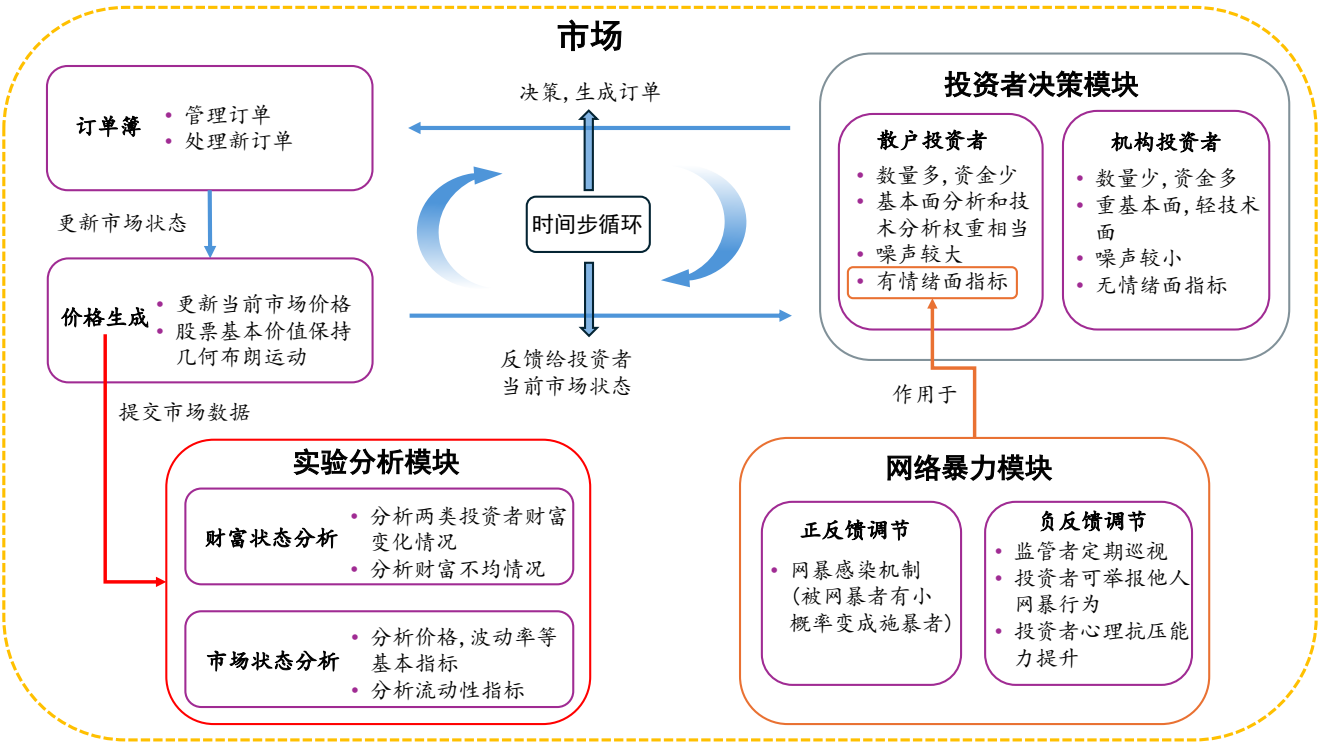 市场
订单簿
• 管理订单
• 处理新订单
更新市场状态
价格生成
• 更新当前市场价格
• 股票基本价值保持
几何布朗运动
提交市场数据
决策,生成订单
时间步循环
反馈给投资者
当前市场状态
投资者决策模块
散户投资者
• 数量多,资金少
• 基本面分析和技
术分析权重相当
• 噪声较大
• 有情绪面指标
机构投资者
• 数量少,资金多
• 重基本面,轻技术
面
• 噪声较小
• 无情绪面指标
作用于
实验分析模块
财富状态分析
• 分析两类投资者财富
变化情况
• 分析财富不均情况
市场状态分析
• 分析价格,波动率等
基本指标
• 分析流动性指标
网络暴力模块
正反馈调节
• 网暴感染机制
(被网暴者有小
概率变成施暴者)
负反馈调节
• 监管者定期巡视
• 投资者可举报他人
网暴行为
• 投资者心理抗压能
力提升